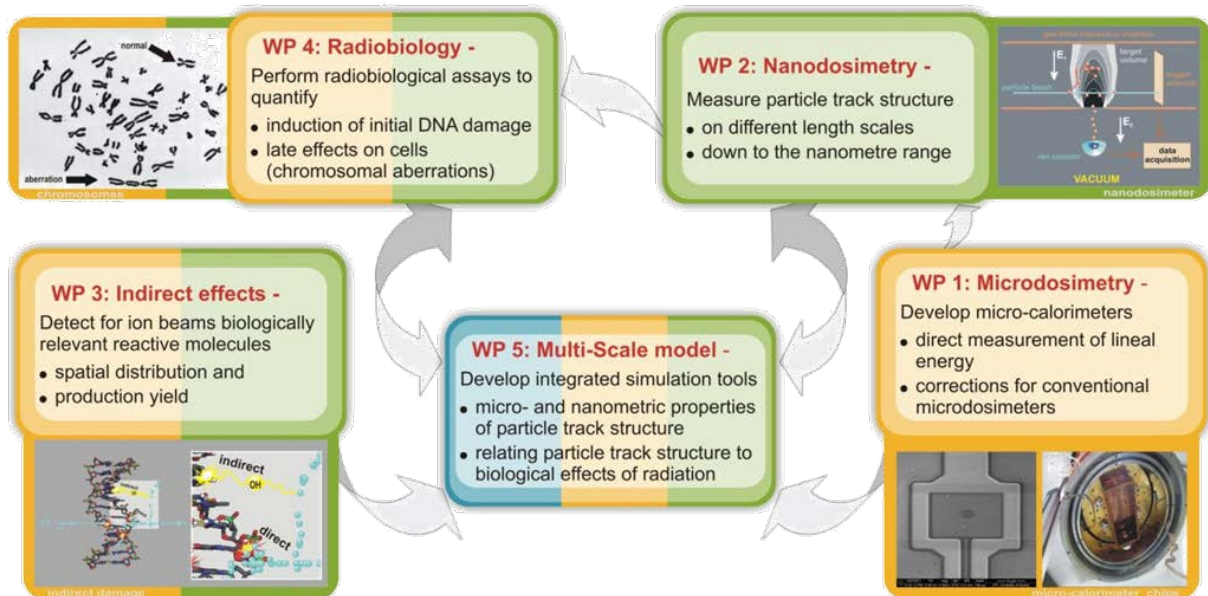 normal
aberration
chromosomes
WP 4: Radiobiology -
Perform radiobiological assays to
quantify
• induction of initial DNA damage
• late effects on cells
(chromosomal aberrations)
WP 2: Nanodosimetry -
Measure particle track structure
• on different length scales
• down to the nanometre range
E₁
target
volume
particle beam
E₂
data
acquisition
VACUUM
nanodosimeter
WP 3: Indirect effects -
Detect for ion beams biologically
relevant reactive molecules
• spatial distribution and
• production yield
indirect
indirect
OH
direct
indirect damage
WP 5: Multi-Scale model -
Develop integrated simulation tools
• micro- and nanometric properties
of particle track structure
• relating particle track structure to
biological effects of radiation
WP 1: Microdosimetry -
Develop micro-calorimeters
• direct measurement of lineal
energy
• corrections for conventional
microdosimeters
micro-calorimeter chips